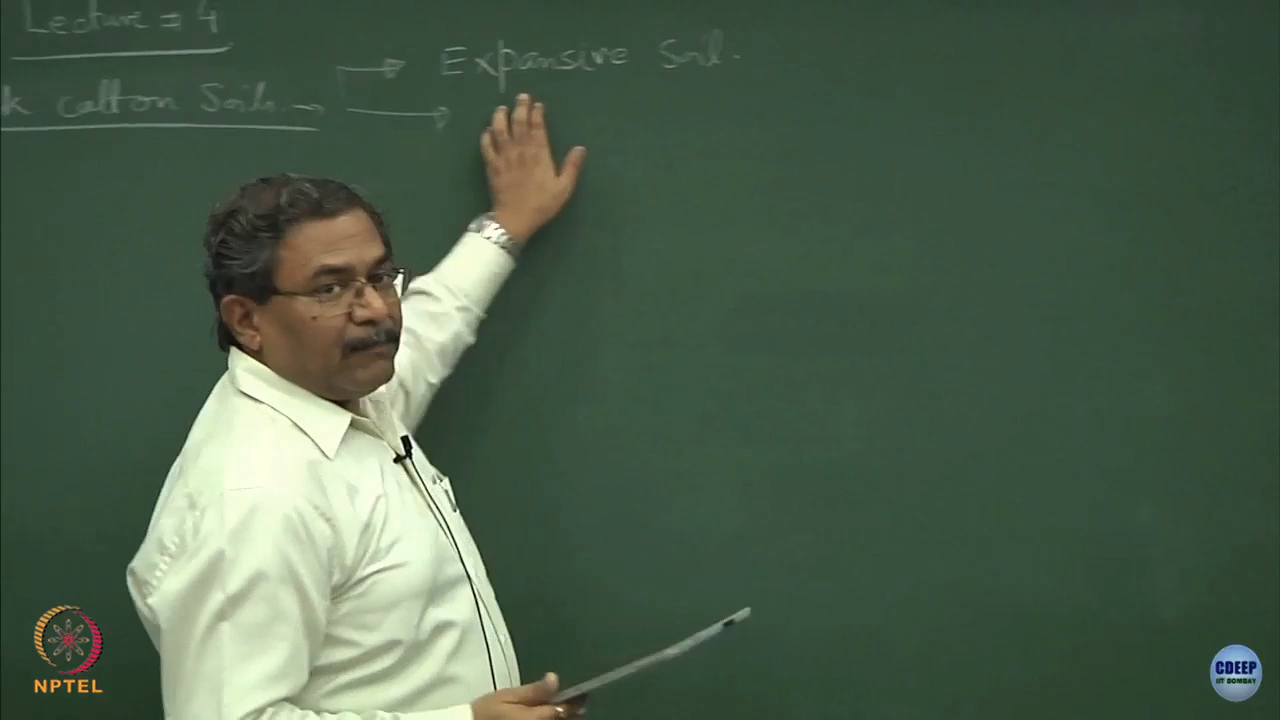 Lecture = 4
k cotton Soils → → Expansive Soil.
NPTEL
CDEEP
IIT BOMBAY